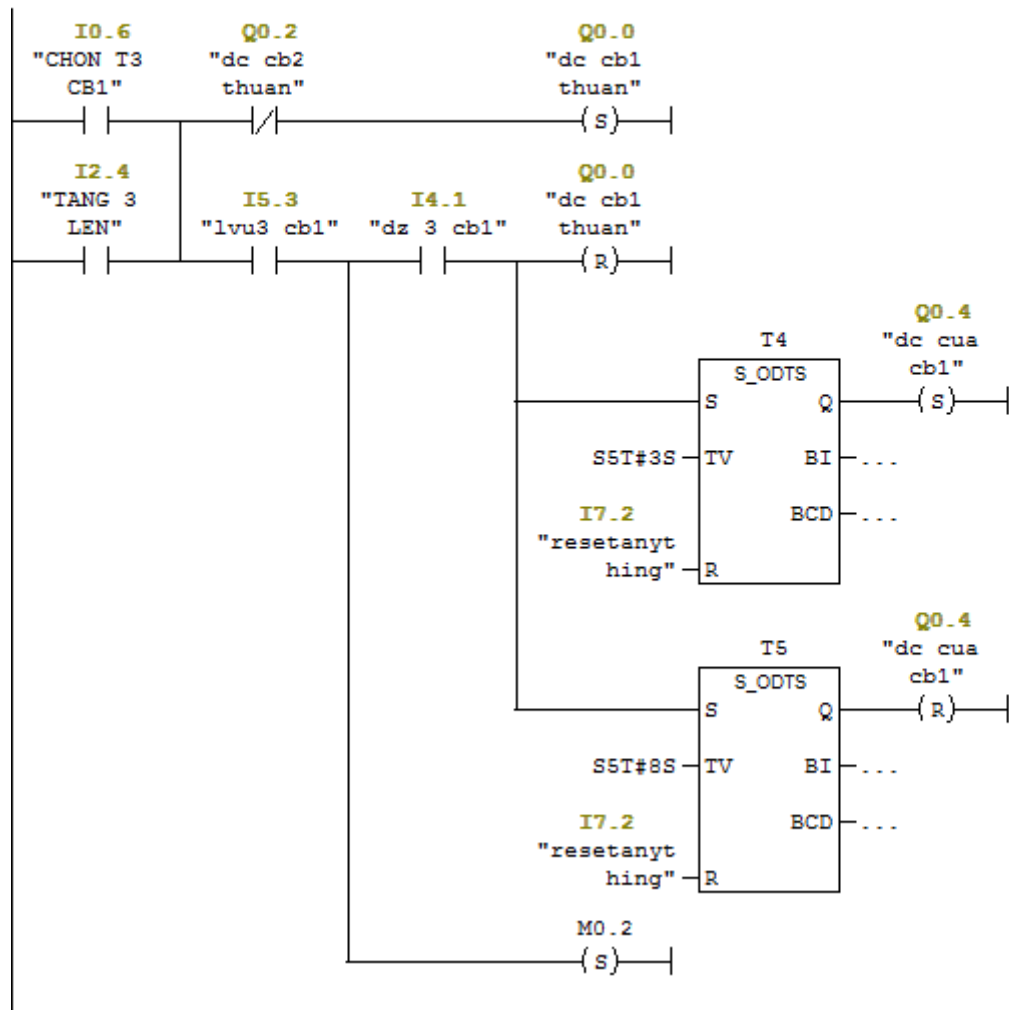 I0.6 Q0.2 Q0.0
"CHON T3 "dc cb2 "dc cb1
CB1" thuan" thuan"
S
I2.4 Q0.0
"TANG 3 I5.3 I4.1 "dc cb1
LEN" "lvu3 cb1" "dz 3 cb1" thuan"
R
Q0.4
T4 "dc cua
S_ODTS cb1"
S Q S
S5T#3S TV BI ...
I7.2 BCD ...
"resetanyt
hing" R
Q0.4
T5 "dc cua
S_ODTS cb1"
S Q R
S5T#8S TV BI ...
I7.2 BCD ...
"resetanyt
hing" R
M0.2
S